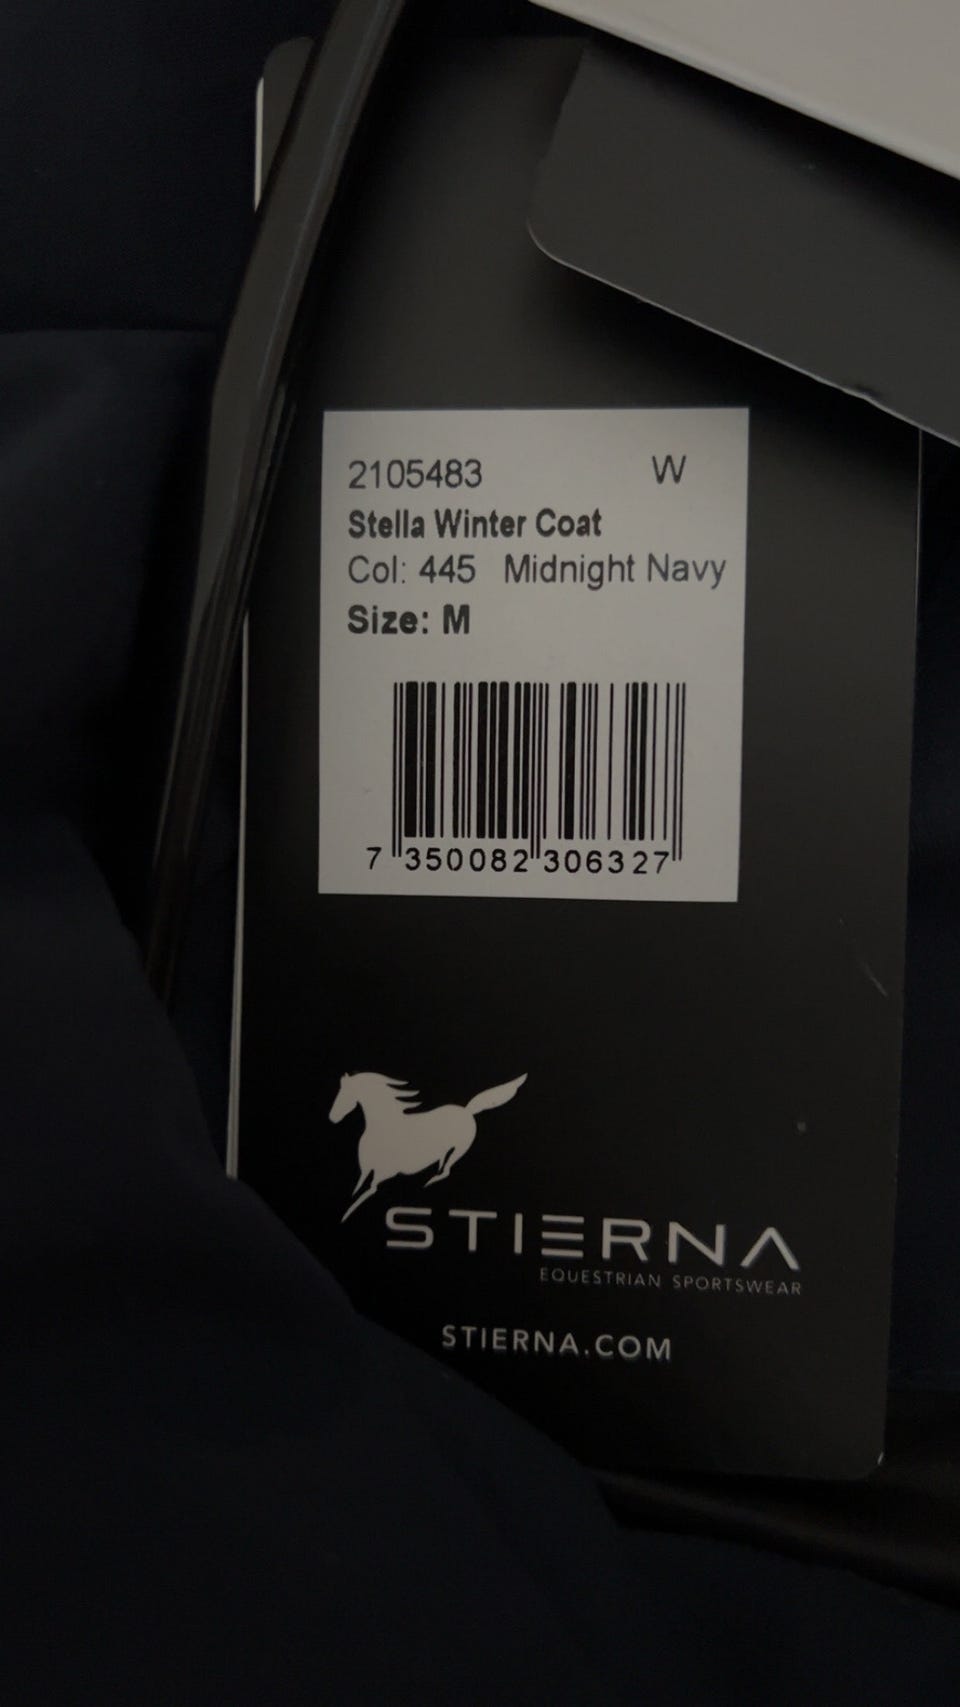 2105483 W
Stella Winter Coat
Col: 445 Midnight Navy
Size: M
7 350082 306327
STIERNA
EQUESTRIAN SPORTSWEAR
STIERNA.COM